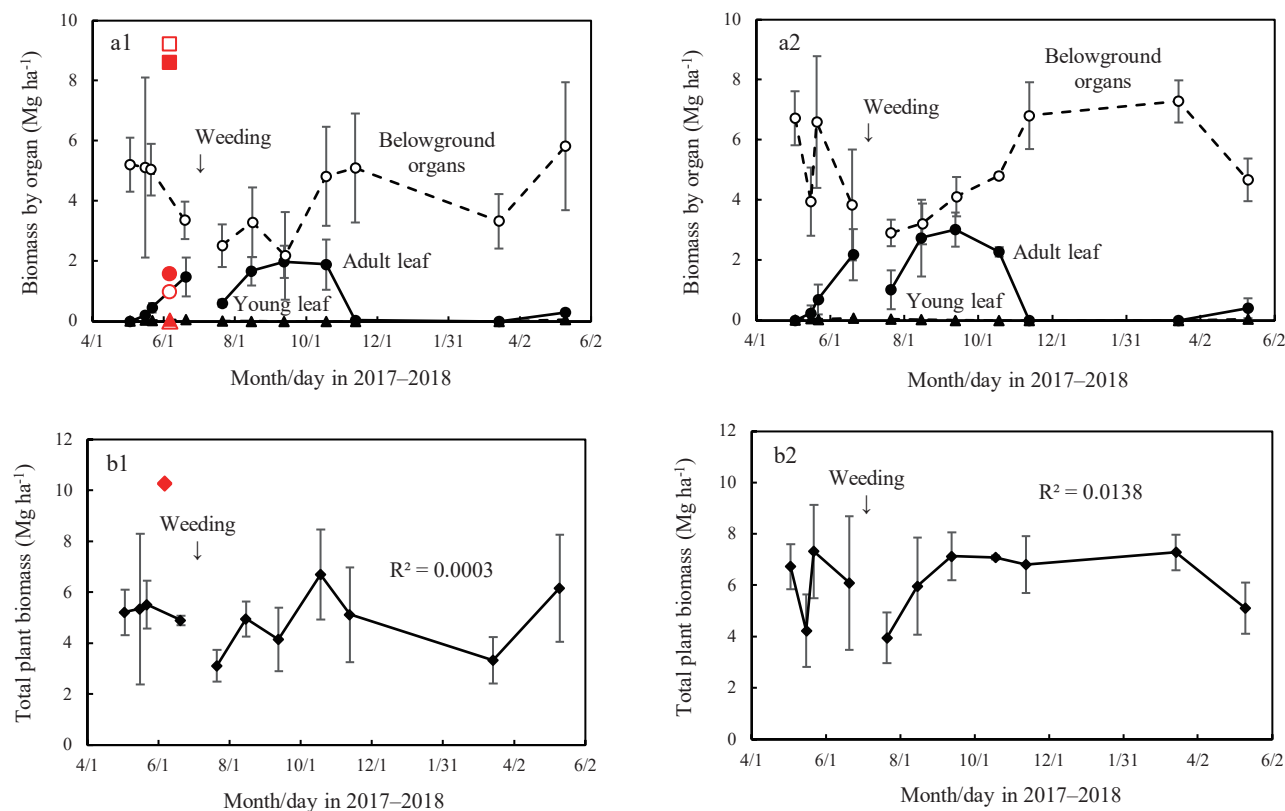 a1
Biomass by organ (Mg ha⁻¹)
10
8
6
4
2
0
Weeding
↓
Belowground
organs
Adult leaf
Young leaf
4/1 6/1 8/1 10/1 12/1 1/31 4/2 6/2
Month/day in 2017–2018
a2
Biomass by organ (Mg ha⁻¹)
10
8
6
4
2
0
Belowground
organs
Weeding
↓
Adult leaf
Young leaf
4/1 6/1 8/1 10/1 12/1 1/31 4/2 6/2
Month/day in 2017–2018
b1
Total plant biomass (Mg ha⁻¹)
12
10
8
6
4
2
0
Weeding
↓
R² = 0.0003
4/1 6/1 8/1 10/1 12/1 1/31 4/2 6/2
Month/day in 2017–2018
b2
Total plant biomass (Mg ha⁻¹)
12
10
8
6
4
2
0
Weeding
↓
R² = 0.0138
4/1 6/1 8/1 10/1 12/1 1/31 4/2 6/2
Month/day in 2017–2018